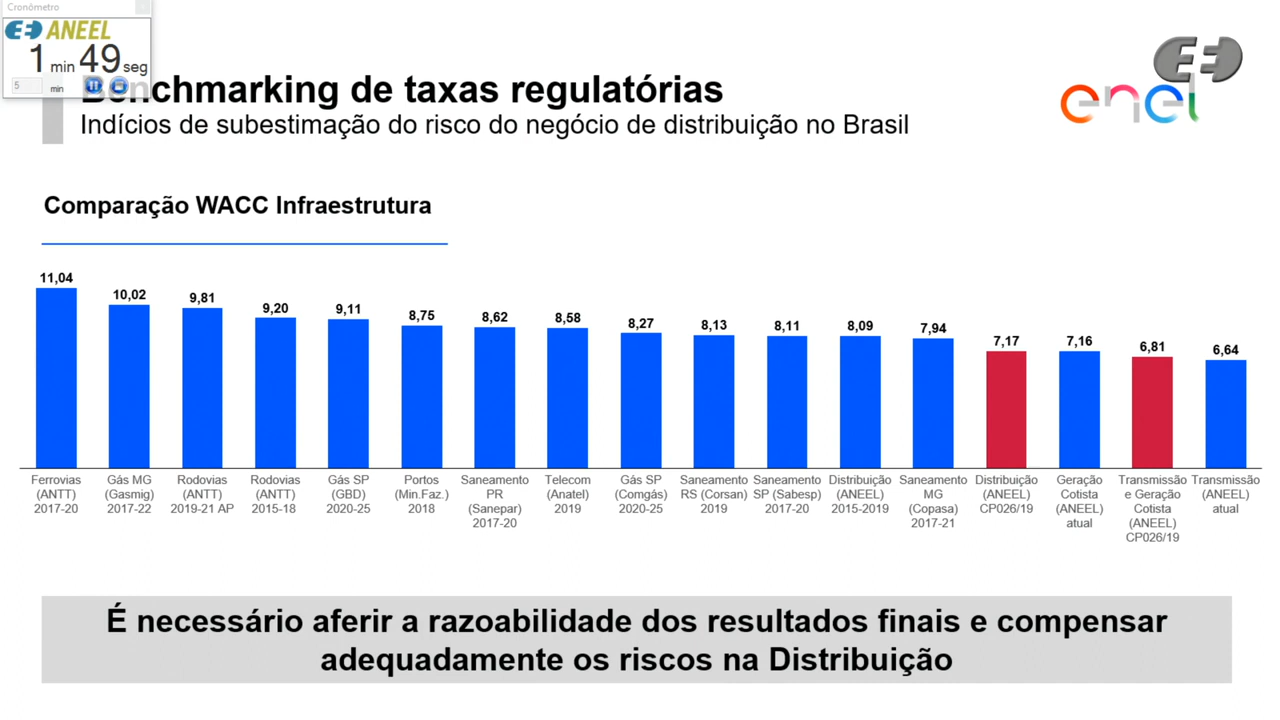 Cronómetro
ANEEL
1 min 49 seg
5 min
Benchmarking de taxas regulatórias
Indícios de subestimação do risco do negócio de distribuição no Brasil
enel
Comparação WACC Infraestrutura
11,04
10,02
9,81
9,20
9,11
8,75
8,62
8,58
8,27
8,13
8,11
8,09
7,94
7,17
7,16
6,81
6,64
Ferrovias
(ANTT)
2017-20
Gás MG
(Gasmig)
2017-22
Rodovias
(ANTT)
2019-21 AP
Rodovias
(ANTT)
2015-18
Gás SP
(GBD)
2020-25
Portos
(Min.Faz.)
2018
Saneamento
PR
(Sanepar)
2017-20
Telecom
(Anatel)
2019
Gás SP
(Comgás)
2020-25
Saneamento
RS (Corsan)
2019
Saneamento
SP (Sabesp)
2017-20
Distribuição
(ANEEL)
2015-2019
Saneamento
MG
(Copasa)
2017-21
Distribuição
(ANEEL)
CP026/19
Geração
Cotista
(ANEEL)
atual
Transmissão
e Geração
Cotista
(ANEEL)
CP026/19
Transmissão
(ANEEL)
atual
É necessário aferir a razoabilidade dos resultados finais e compensar
adequadamente os riscos na Distribuição